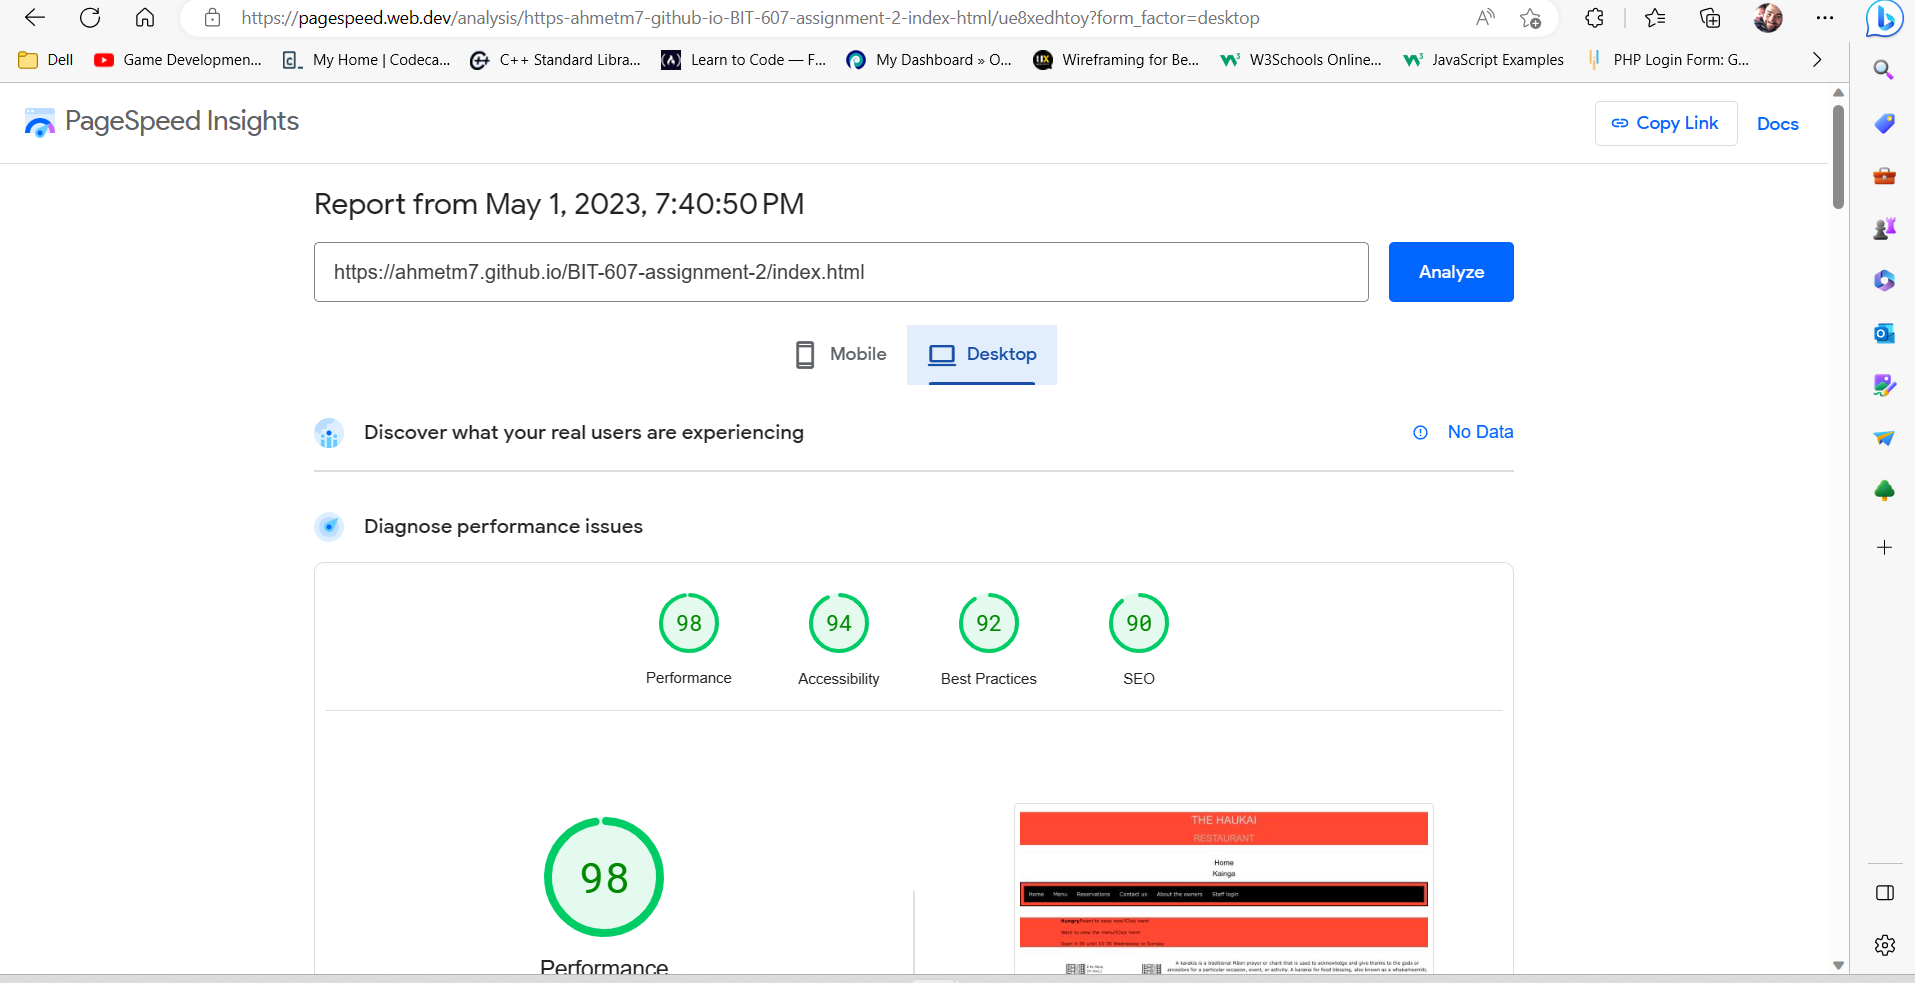 https://pagespeed.web.dev/analysis/https-ahmetm7-github-io-BIT-607-assignment-2-index-html/ue8xedhtoy?form_factor=desktop
Dell
Game Developmen...
My Home | Codeca...
C++ Standard Libra...
Learn to Code — F...
My Dashboard » O...
Wireframing for Be...
W3Schools Online...
JavaScript Examples
PHP Login Form: G...
PageSpeed Insights
Copy Link
Docs
Report from May 1, 2023, 7:40:50 PM
https://ahmetm7.github.io/BIT-607-assignment-2/index.html
Analyze
Mobile
Desktop
Discover what your real users are experiencing
No Data
Diagnose performance issues
98
94
92
90
Performance
Accessibility
Best Practices
SEO
98
Performance
THE HAUKAI
RESTAURANT
Home
Kainga
Home Menu Reservations Contact us About the owners Staff login
Hungry?want to book now?Click here!
Want to view the menu?Click here!
Open 4:30 until 10:30 Wednesday to Sunday
A karakia is a traditional Māori prayer or chant that is used to acknowledge and give thanks to the gods or
ancestors for a particular occasion, event, or activity. A karakia for food blessing, also known as a whakamoemiti,